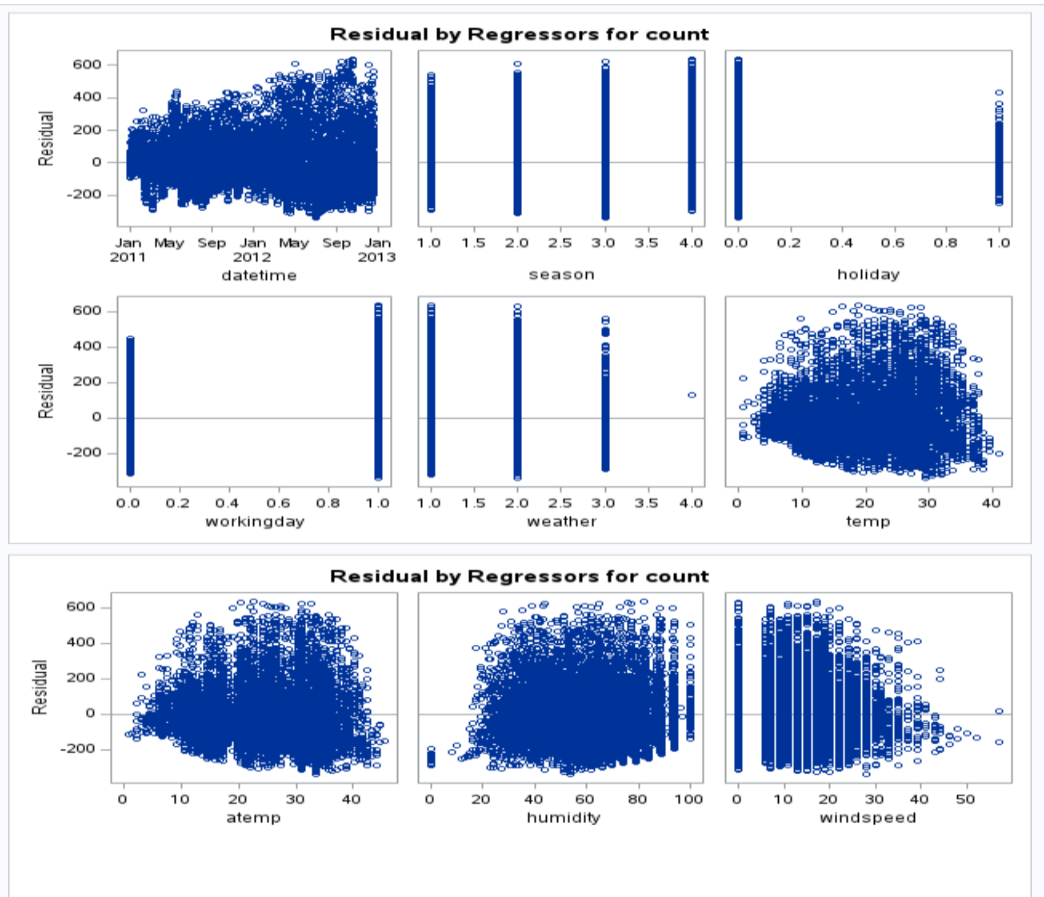 Residual by Regressors for count
Residual
600
400
200
0
-200
Jan May Sep Jan May Sep Jan
2011 2012 2013
datetime
1.0 1.5 2.0 2.5 3.0 3.5 4.0
season
0.0 0.2 0.4 0.6 0.8 1.0
holiday
Residual
600
400
200
0
-200
0.0 0.2 0.4 0.6 0.8 1.0
workingday
1.0 1.5 2.0 2.5 3.0 3.5 4.0
weather
0 10 20 30 40
temp
Residual by Regressors for count
Residual
600
400
200
0
-200
0 10 20 30 40
atemp
0 20 40 60 80 100
humidity
0 10 20 30 40 50
windspeed